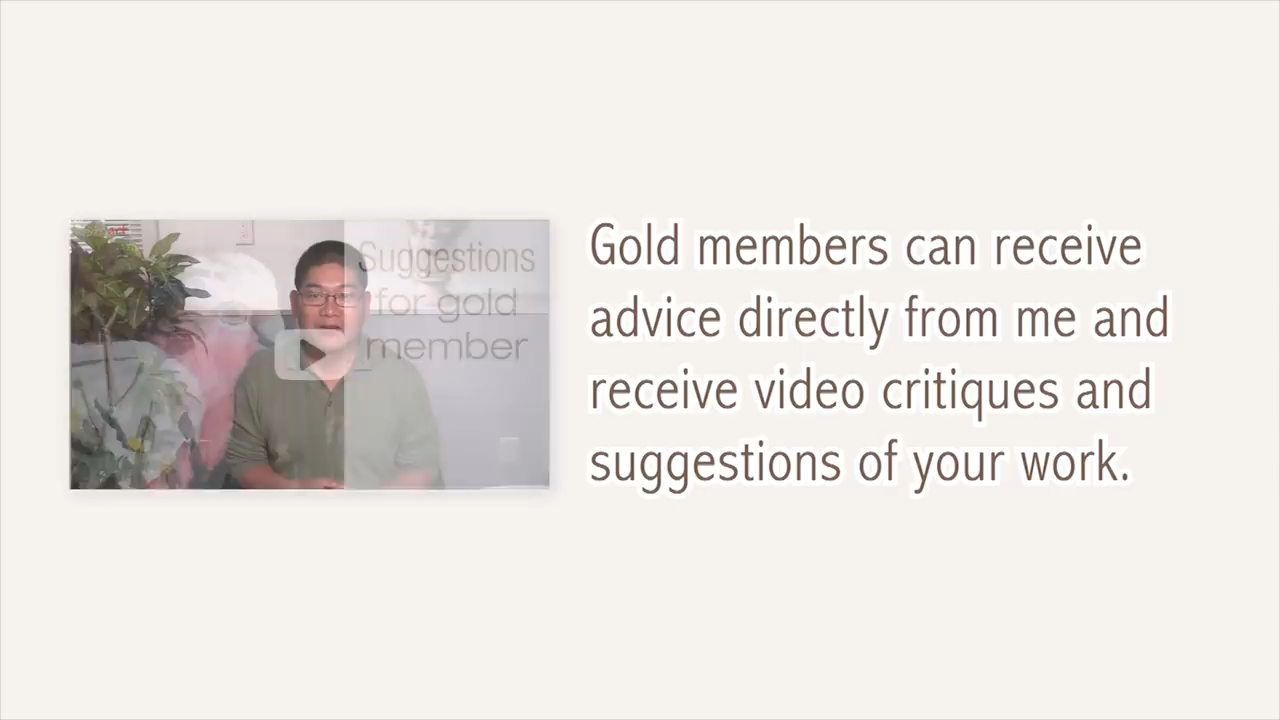 Suggestions
for gold
member
Gold members can receive
advice directly from me and
receive video critiques and
suggestions of your work.